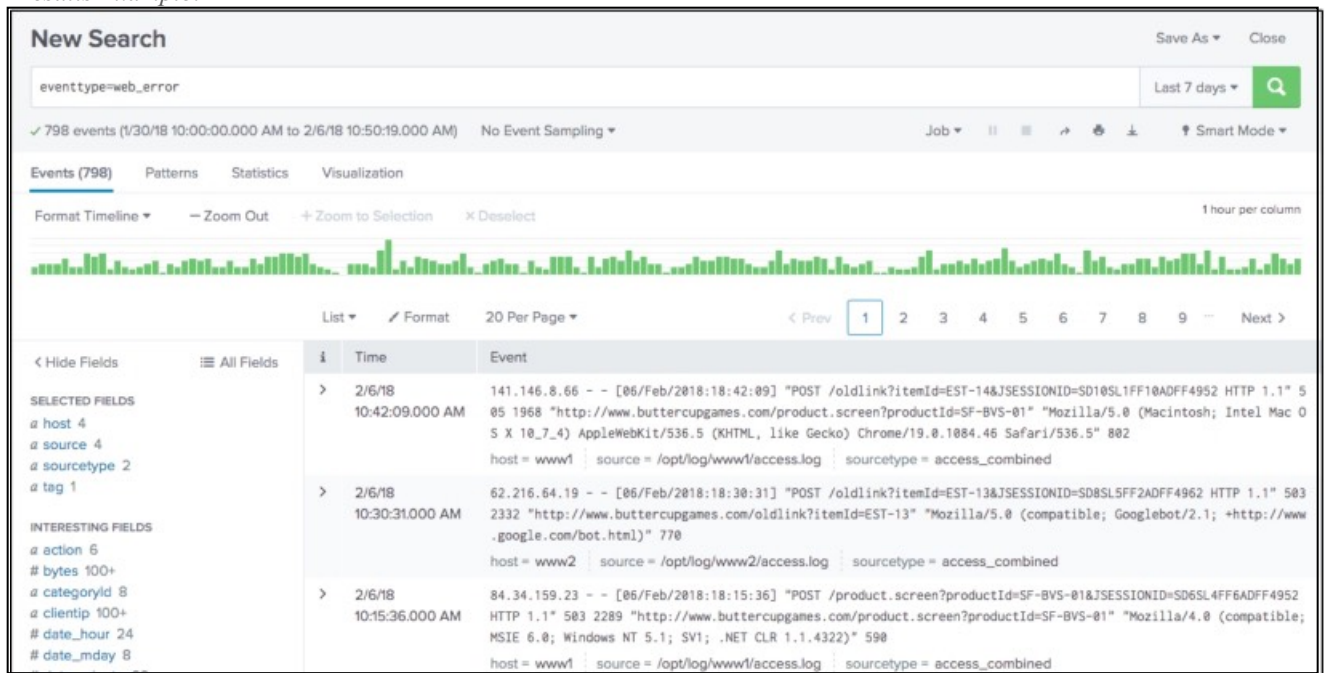 New Search
Save As Close
eventtype=web_error
Last 7 days
798 events (1/30/18 10:00:00.000 AM to 2/6/18 10:50:19.000 AM) No Event Sampling Job Smart Mode
Events (798) Patterns Statistics Visualization
Format Timeline — Zoom Out + Zoom to Selection × Deselect 1 hour per column
List Format 20 Per Page < Prev 1 2 3 4 5 6 7 8 9 ... Next >
< Hide Fields All Fields
SELECTED FIELDS
a host 4
a source 4
a sourcetype 2
a tag 1
INTERESTING FIELDS
a action 6
# bytes 100+
a categoryId 8
a clientip 100+
# date_hour 24
# date_mday 8
i Time Event
> 2/6/18
10:42:09.000 AM
141.146.8.66 - - [06/Feb/2018:18:42:09] "POST /oldlink?itemId=EST-14&JSESSIONID=SD10SL1FF10ADFF4952 HTTP 1.1" 5
05 1968 "http://www.buttercupgames.com/product.screen?productId=SF-BVS-01" "Mozilla/5.0 (Macintosh; Intel Mac O
S X 10_7_4) AppleWebKit/536.5 (KHTML, like Gecko) Chrome/19.0.1084.46 Safari/536.5" 802
host = www1 source = /opt/log/www1/access.log sourcetype = access_combined
> 2/6/18
10:30:31.000 AM
62.216.64.19 - - [06/Feb/2018:18:30:31] "POST /oldlink?itemId=EST-13&JSESSIONID=SD8SL5FF2ADFF4962 HTTP 1.1" 503
2332 "http://www.buttercupgames.com/oldlink?itemId=EST-13" "Mozilla/5.0 (compatible; Googlebot/2.1; +http://www
.google.com/bot.html)" 770
host = www2 source = /opt/log/www2/access.log sourcetype = access_combined
> 2/6/18
10:15:36.000 AM
84.34.159.23 - - [06/Feb/2018:18:15:36] "POST /product.screen?productId=SF-BVS-01&JSESSIONID=SD6SL4FF6ADFF4952
HTTP 1.1" 503 2289 "http://www.buttercupgames.com/product.screen?productId=SF-BVS-01" "Mozilla/4.0 (compatible;
MSIE 6.0; Windows NT 5.1; SV1; .NET CLR 1.1.4322)" 590
host = www1 source = /opt/log/www1/access.log sourcetype = access_combined